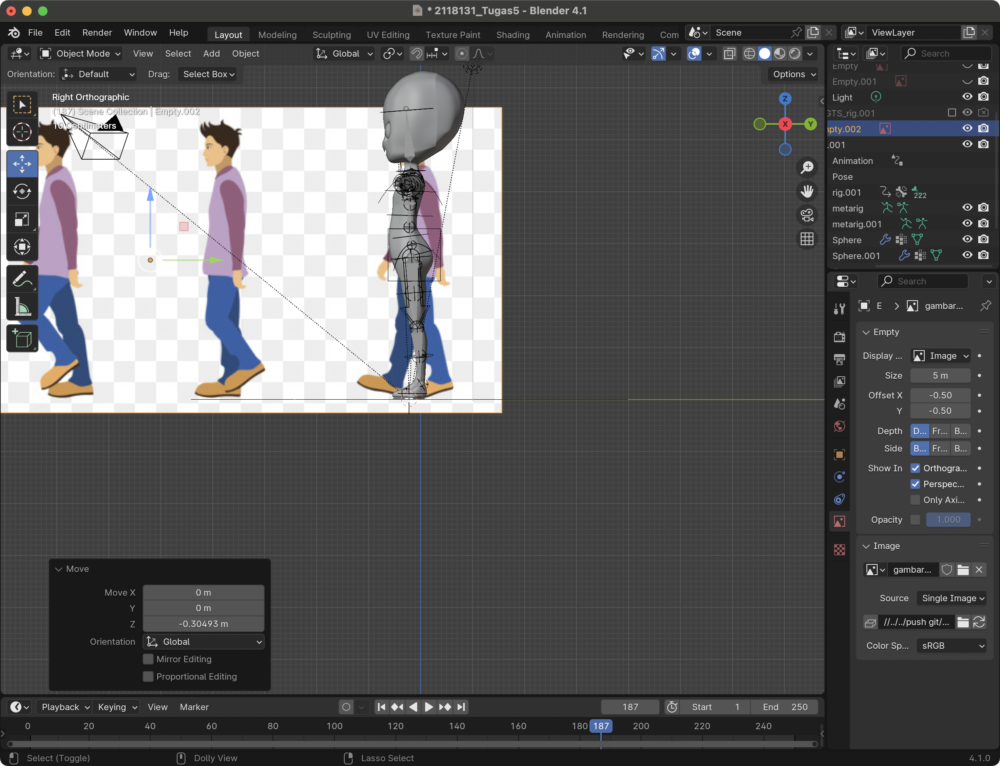 * 2118131_Tugas5 - Blender 4.1
File Edit Render Window Help Layout Modeling Sculpting UV Editing Texture Paint Shading Animation Rendering Com Scene ViewLayer
Object Mode View Select Add Object Global Search
Orientation: Default Drag: Select Box Options
Right Orthographic
(187) Scene Collection | Empty.002
10 Centimeters
Z
X Y
Empty
Empty.001
Light
GTS_rig.001
npty.002
.001
Animation
Pose
rig.001 222
metarig
metarig.001
Sphere
Sphere.001
Search
E > gambar...
Empty
Display ... Image
Size 5 m
Offset X -0.50
Y -0.50
Depth D... Fr... B...
Side B... Fr... B...
Show In Orthogra...
Perspec...
Only Axi...
Opacity 1.000
Image
gambar...
Source Single Image
//../../push git/...
Color Sp... sRGB
Move
Move X 0 m
Y 0 m
Z -0.30493 m
Orientation Global
Mirror Editing
Proportional Editing
Playback Keying View Marker 187 Start 1 End 250
0 20 40 60 80 100 120 140 160 180 187 200 220 240
Select (Toggle) Dolly View Lasso Select 4.1.0